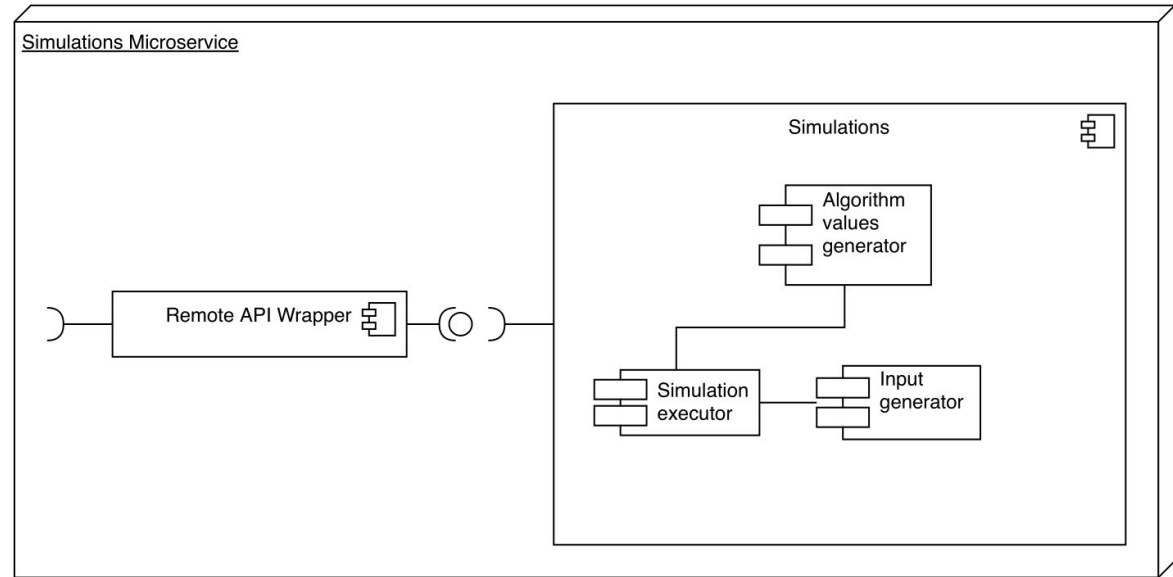 Simulations Microservice
Simulations
Algorithm
values
generator
Remote API Wrapper
Simulation
executor
Input
generator